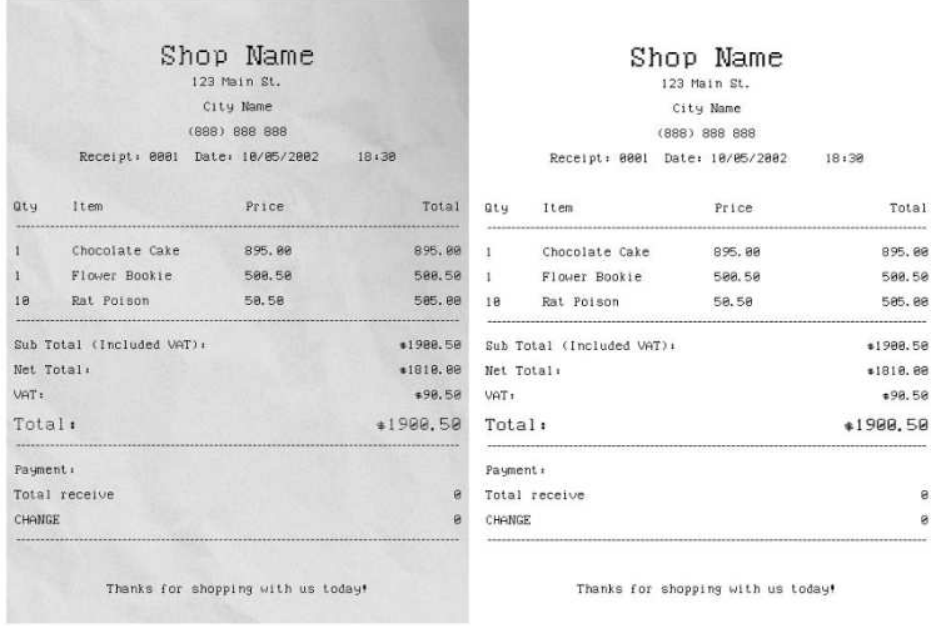 Shop Name
123 Main St.
City Name
(888) 888 888
Receipt: 0001 Date: 10/05/2002 18:30
Qty Item Price Total
1 Chocolate Cake 895.00 895.00
1 Flower Bookie 500.50 500.50
10 Rat Poison 50.50 505.00
Sub Total (Included VAT): $1900.50
Net Total: $1810.00
VAT: $90.50
Total: $1900.50
Payment:
Total receive 0
CHANGE 0
Thanks for shopping with us today!
Shop Name
123 Main St.
City Name
(888) 888 888
Receipt: 0001 Date: 10/05/2002 18:30
Qty Item Price Total
1 Chocolate Cake 895.00 895.00
1 Flower Bookie 500.50 500.50
10 Rat Poison 50.50 505.00
Sub Total (Included VAT): $1900.50
Net Total: $1810.00
VAT: $90.50
Total: $1900.50
Payment:
Total receive 0
CHANGE 0
Thanks for shopping with us today!